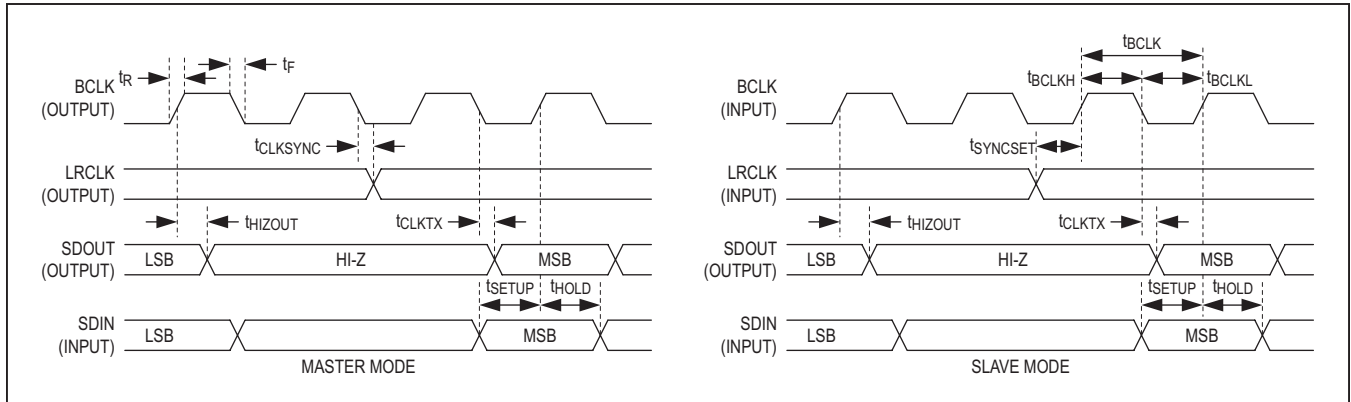 BCLK
(OUTPUT)
tR
tF
tCLKSYNC
LRCLK
(OUTPUT)
tHIZOUT
tCLKTX
SDOUT
(OUTPUT)
LSB
HI-Z
MSB
tSETUP
tHOLD
SDIN
(INPUT)
LSB
MSB
MASTER MODE
BCLK
(INPUT)
tBCLK
tBCLKH
tBCLKL
tSYNCSET
LRCLK
(INPUT)
tHIZOUT
tCLKTX
SDOUT
(OUTPUT)
LSB
HI-Z
MSB
tSETUP
tHOLD
SDIN
(INPUT)
LSB
MSB
SLAVE MODE